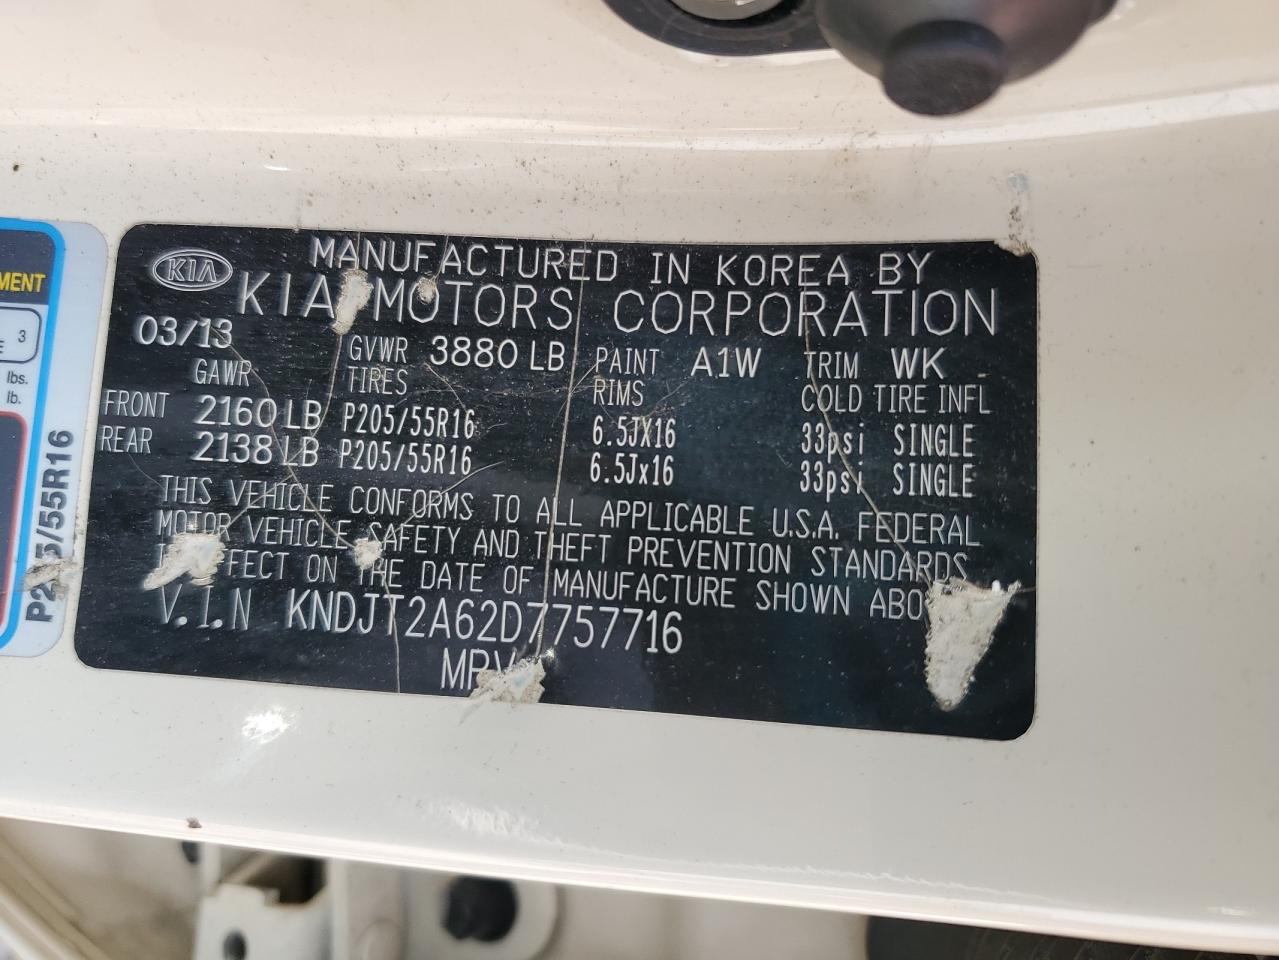 MANUFACTURED IN KOREA BY
KIA
KIA MOTORS CORPORATION
03/13 GVWR 3880 LB PAINT A1W TRIM WK
GAWR TIRES RIMS COLD TIRE INFL
FRONT 2160 LB P205/55R16 6.5JX16 33psi SINGLE
REAR 2138 LB P205/55R16 6.5Jx16 33psi SINGLE
THIS VEHICLE CONFORMS TO ALL APPLICABLE U.S.A. FEDERAL
MOTOR VEHICLE SAFETY AND THEFT PREVENTION STANDARDS
ON THE DATE OF MANUFACTURE SHOWN
V.I.N KNDJT2A62D7757716
MENT
3
lbs.
lb.